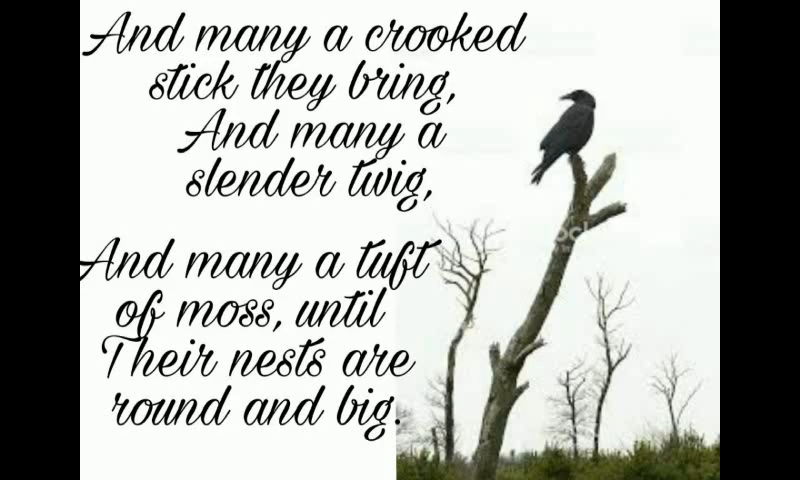 And many a crooked
stick they bring,
And many a
slender twig,
And many a tuft
of moss, until
Their nests are
round and big.